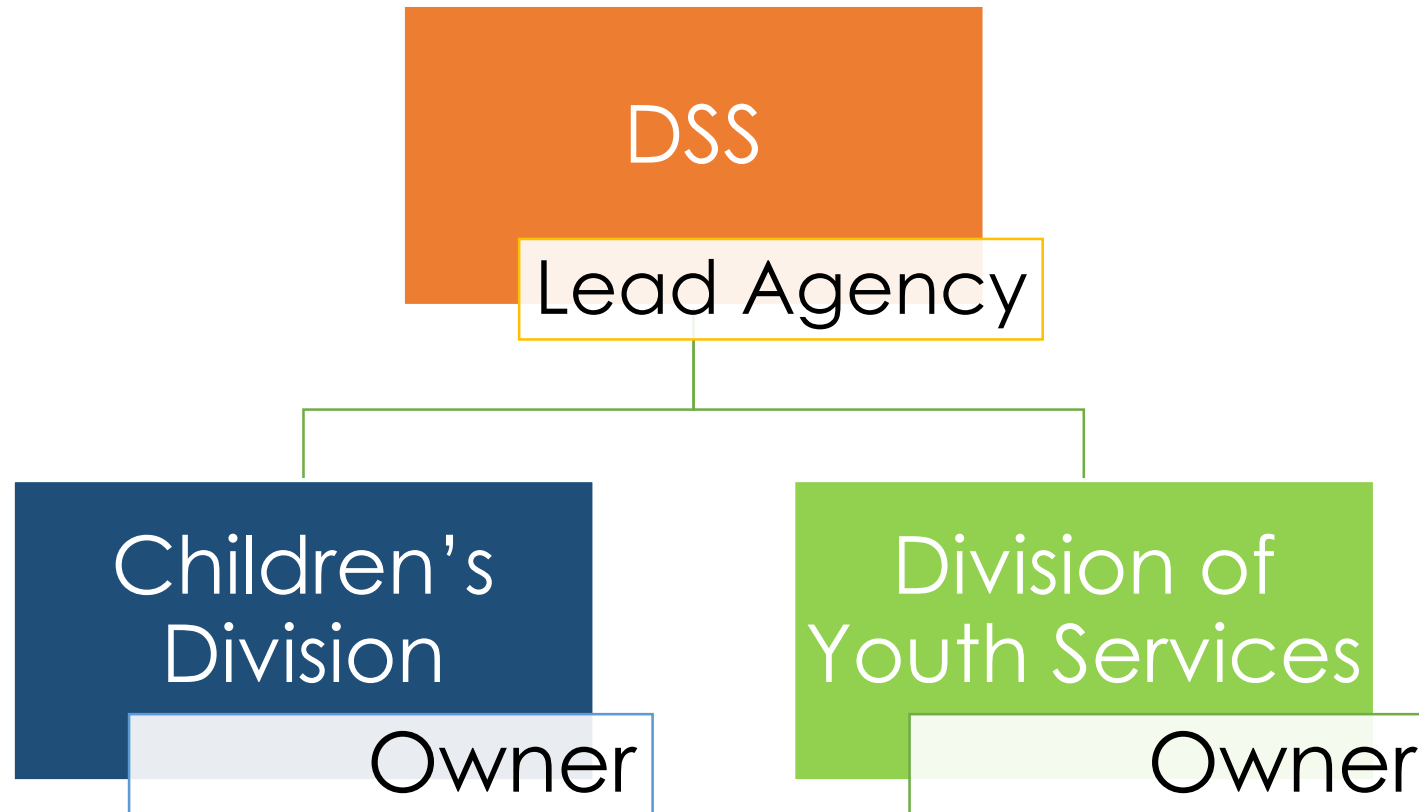 DSS
Lead Agency
Children’s
Division
Owner
Division of
Youth Services
Owner